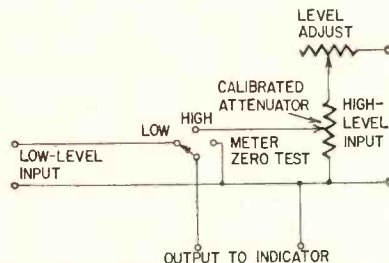 LEVEL
ADJUST
CALIBRATED
ATTENUATOR
HIGH-
LEVEL
INPUT
HIGH
LOW
METER
ZERO TEST
LOW-LEVEL
INPUT
OUTPUT TO INDICATOR